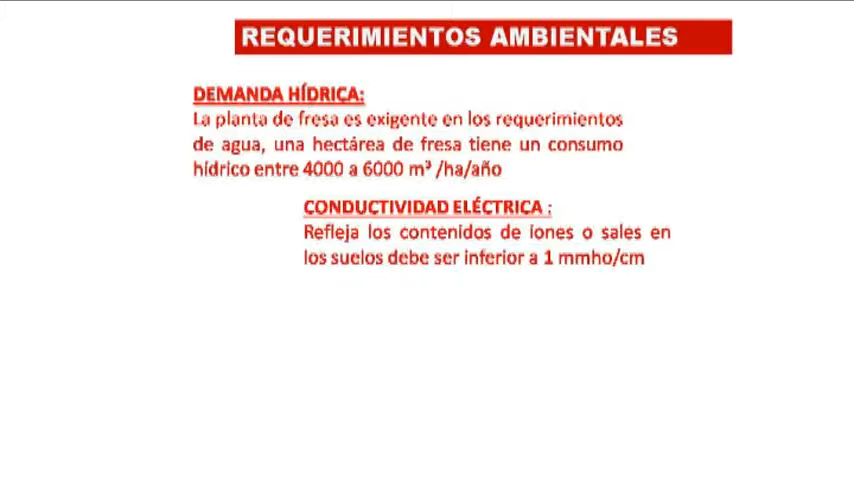 REQUERIMIENTOS AMBIENTALES
DEMANDA HÍDRICA:
La planta de fresa es exigente en los requerimientos
de agua, una hectárea de fresa tiene un consumo
hídrico entre 4000 a 6000 m³ /ha/año
CONDUCTIVIDAD ELÉCTRICA :
Refleja los contenidos de iones o sales en
los suelos debe ser inferior a 1 mmho/cm